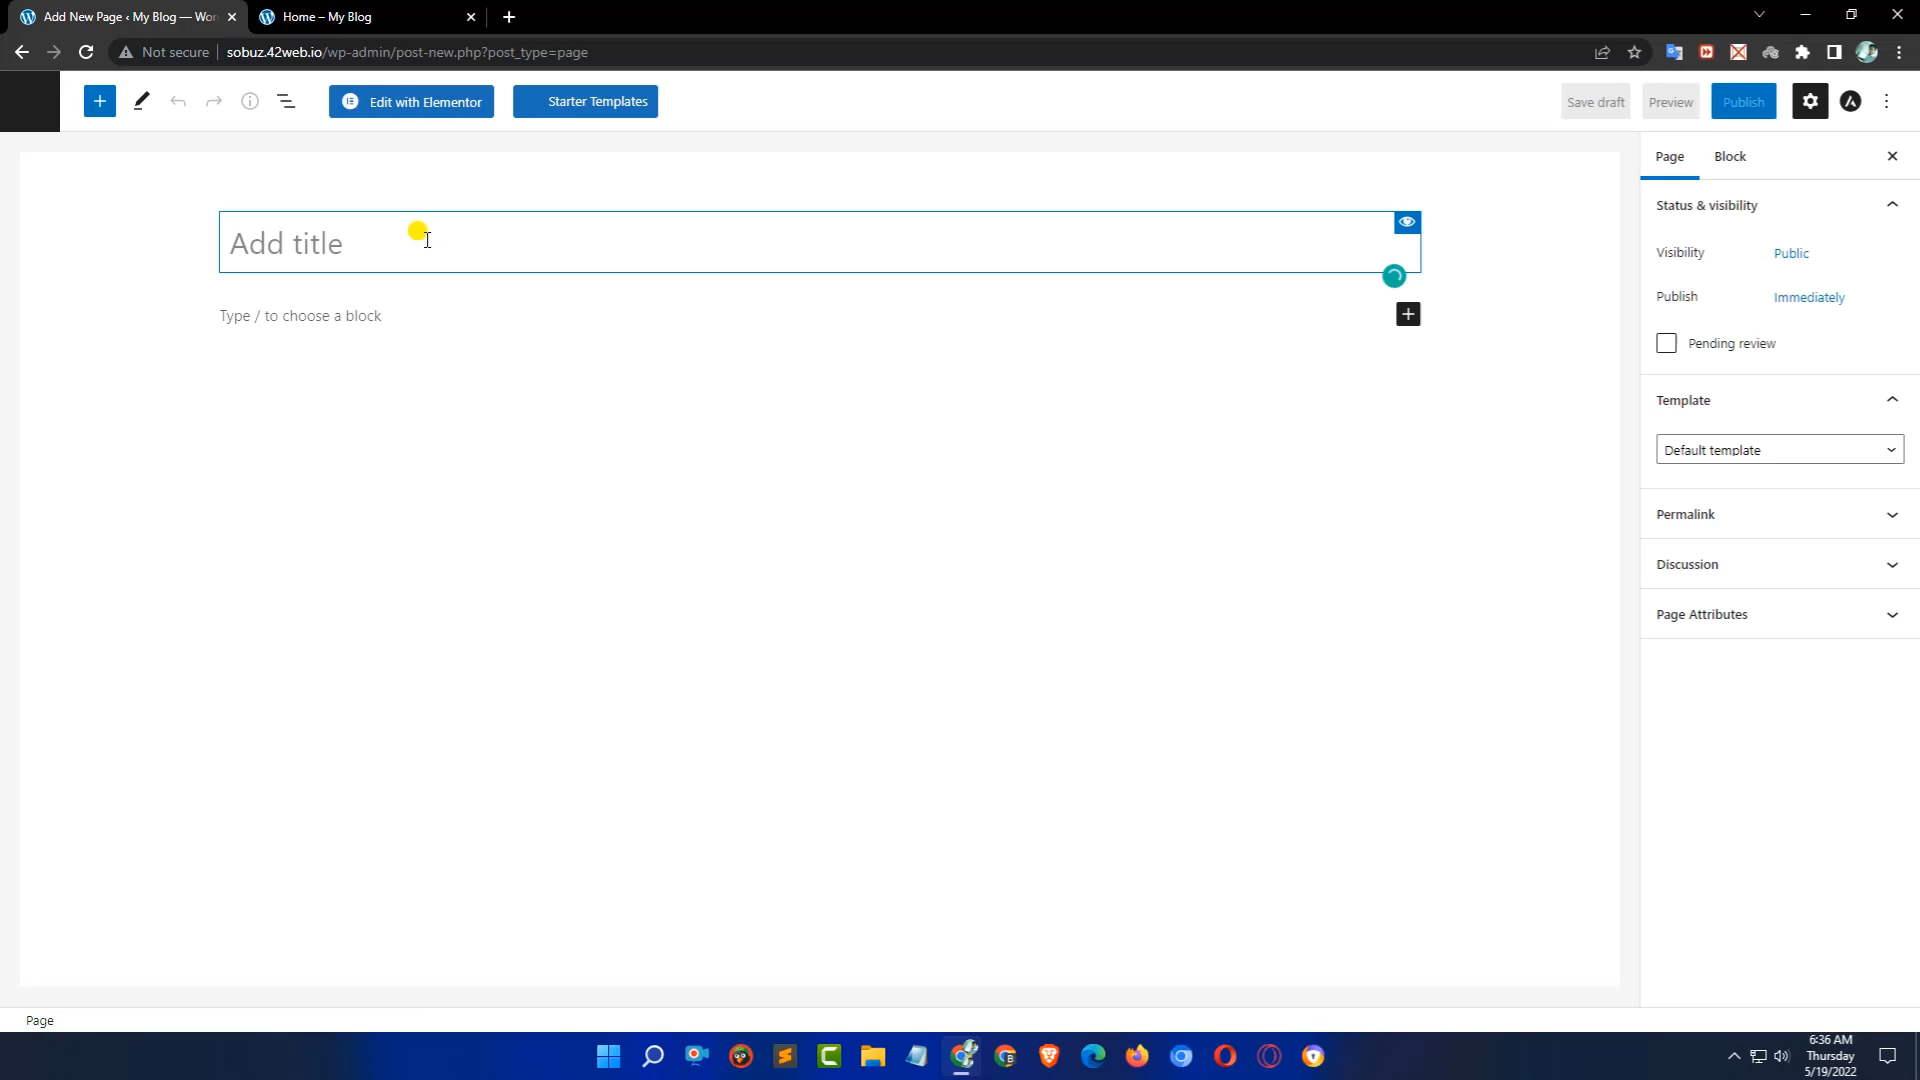 Add New Page ‹ My Blog — Wor
Home – My Blog
Not secure
sobuz.42web.io/wp-admin/post-new.php?post_type=page
Edit with Elementor
Starter Templates
Save draft
Preview
Publish
Page
Block
Add title
Type / to choose a block
Status & visibility
Visibility
Public
Publish
Immediately
Pending review
Template
Default template
Permalink
Discussion
Page Attributes
Page
6:36 AM
Thursday
5/19/2022